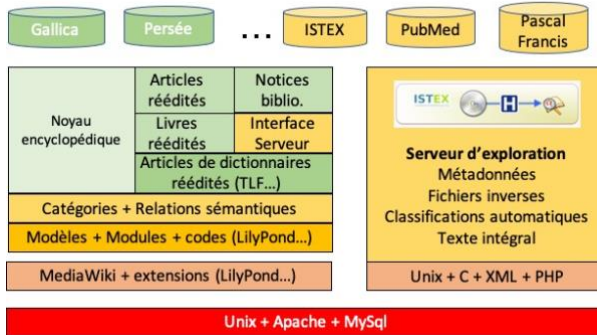 Gallica
Persée
...
ISTEX
PubMed
Pascal
Francis
Noyau
encyclopédique
Articles
réédités
Notices
biblio.
Livres
réédités
Interface
Serveur
Articles de dictionnaires
réédités (TLF...)
Catégories + Relations sémantiques
Modèles + Modules + codes (LilyPond...)
MediaWiki + extensions (LilyPond...)
ISTEX
H
Serveur d'exploration
Métadonnées
Fichiers inverses
Classifications automatiques
Texte intégral
Unix + C + XML + PHP
Unix + Apache + MySql